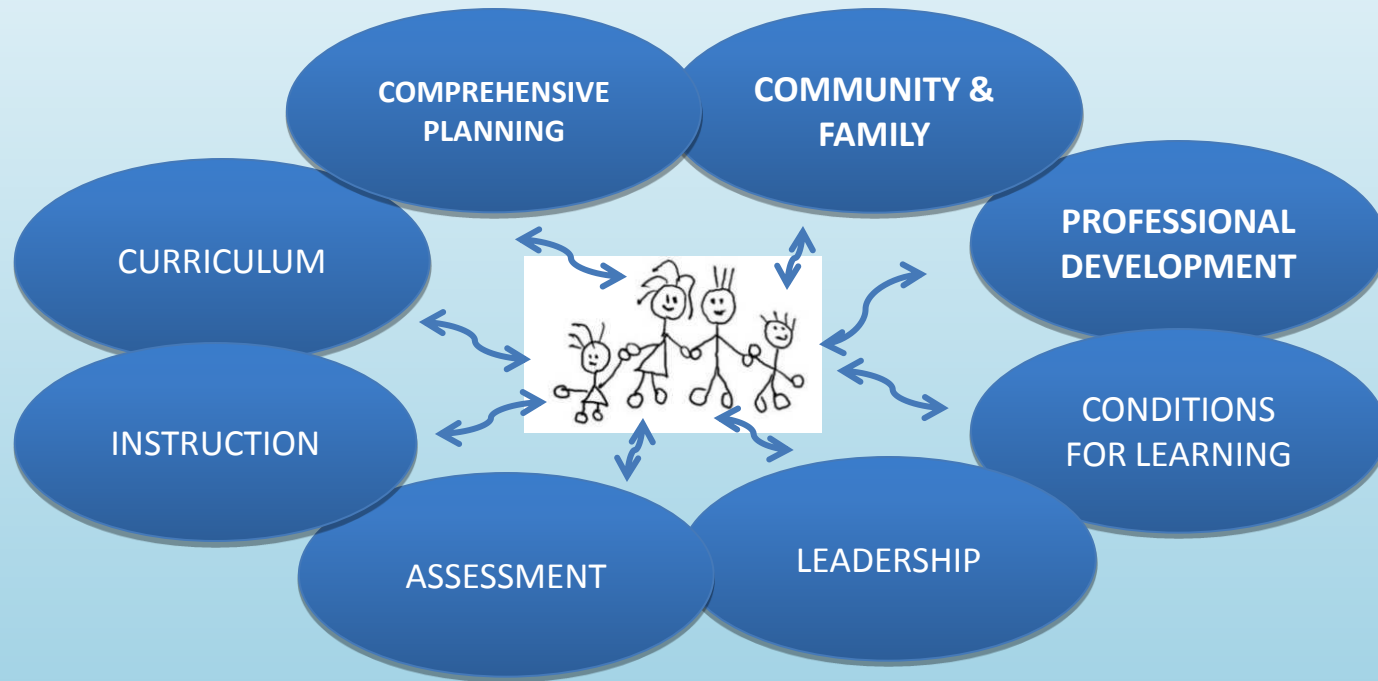 COMPREHENSIVE
PLANNING
COMMUNITY &
FAMILY
PROFESSIONAL
DEVELOPMENT
CONDITIONS
FOR LEARNING
LEADERSHIP
ASSESSMENT
INSTRUCTION
CURRICULUM